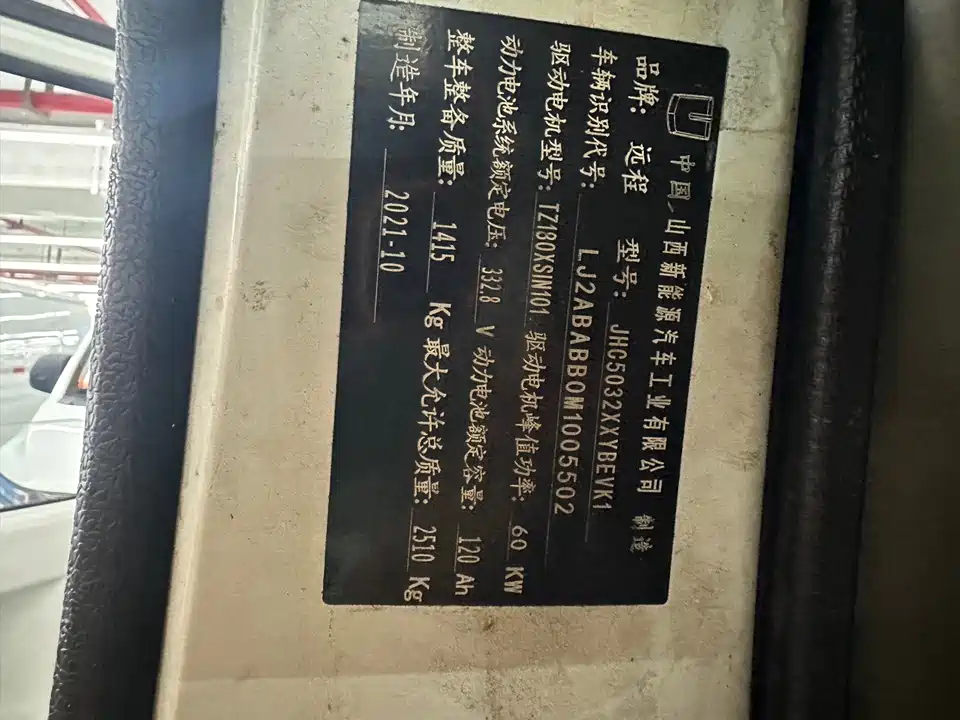 中国 山西新能源汽车工业有限公司 制造
品牌: 远程 型号: JHC5032XXYBEVK1
车辆识别代号: LJ2ABABB0M1005502
驱动电机型号: TZ180XSIN101 驱动电机峰值功率: 60 KW
动力电池系统额定电压: 332.8 V 动力电池额定容量: 120 Ah
整车整备质量: 1415 Kg 最大允许总质量: 2510 Kg
制造年月: 2021-10